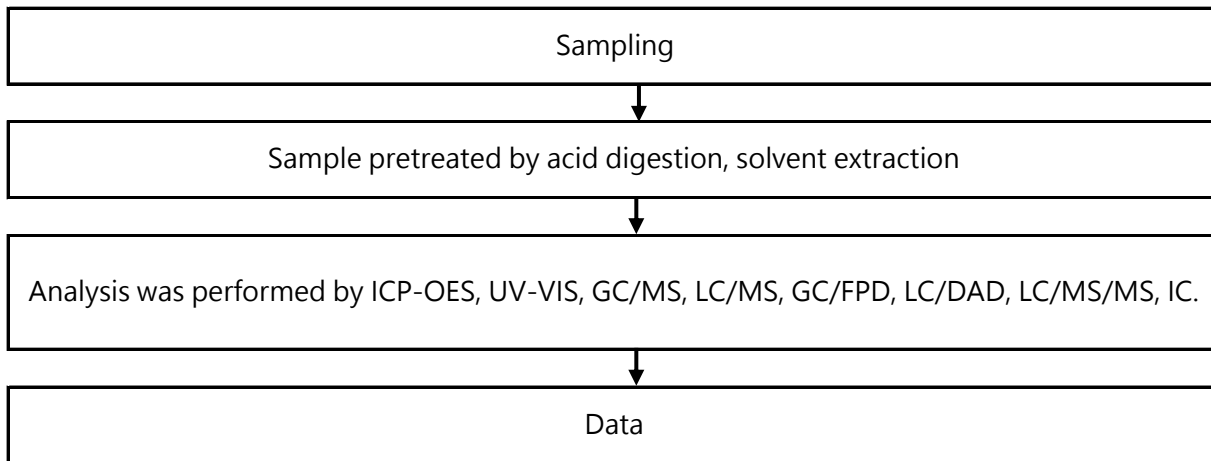 Sampling
Sample pretreated by acid digestion, solvent extraction
Analysis was performed by ICP-OES, UV-VIS, GC/MS, LC/MS, GC/FPD, LC/DAD, LC/MS/MS, IC.
Data